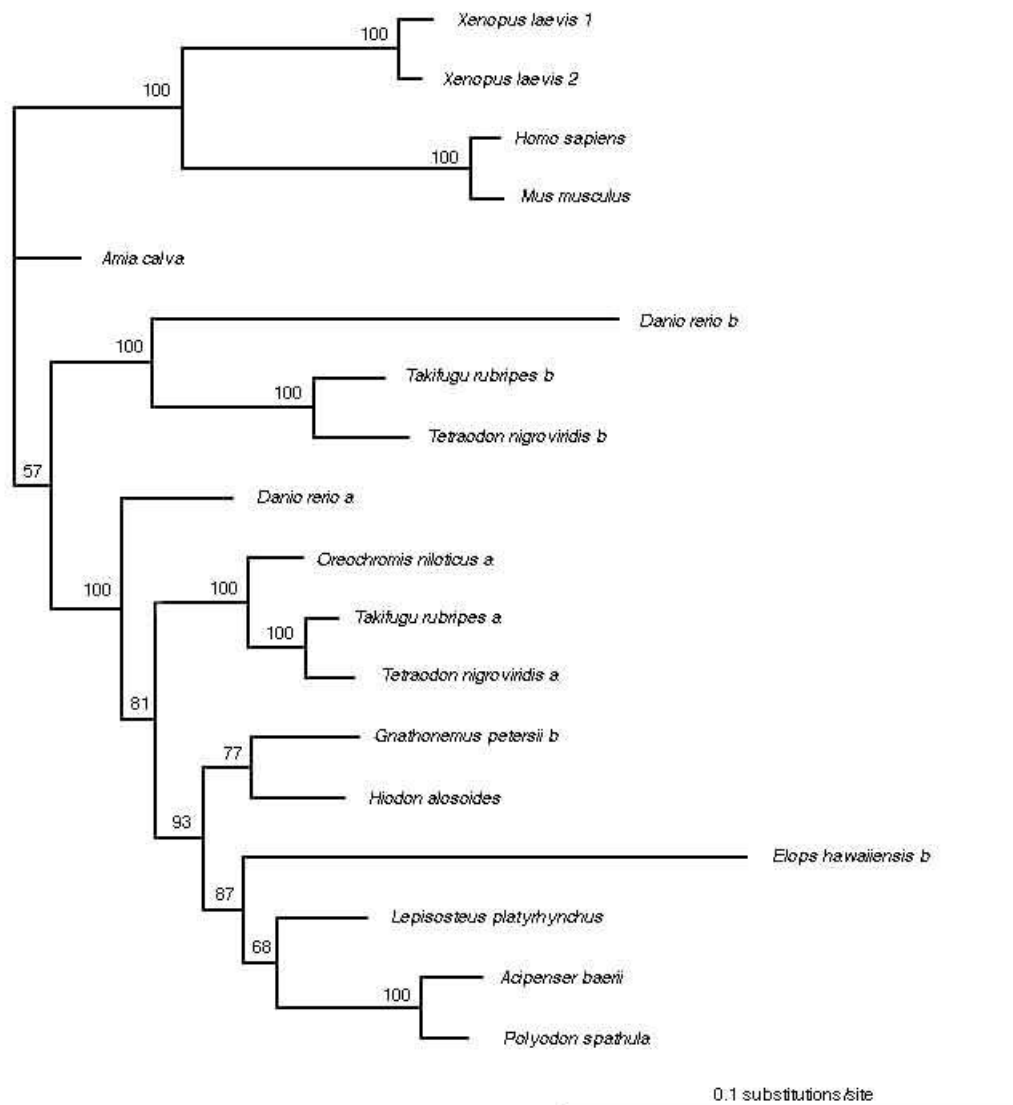 Xenopus laevis 1
100
Xenopus laevis 2
100
Homo sapiens
100
Mus musculus
Amia calva
Danio rerio b
100
Takifugu rubripes b
100
Tetraodon nigroviridis b
57
Danio rerio a
Oreochromis niloticus a
100
100
Takifugu rubripes a
100
Tetraodon nigroviridis a
81
Gnathonemus petersii b
77
Hiodon alosoides
93
Elops hawaiiensis b
87
Lepisosteus platyrhynchus
68
Acipenser baerii
100
Polyodon spathula
0.1 substitutions/site